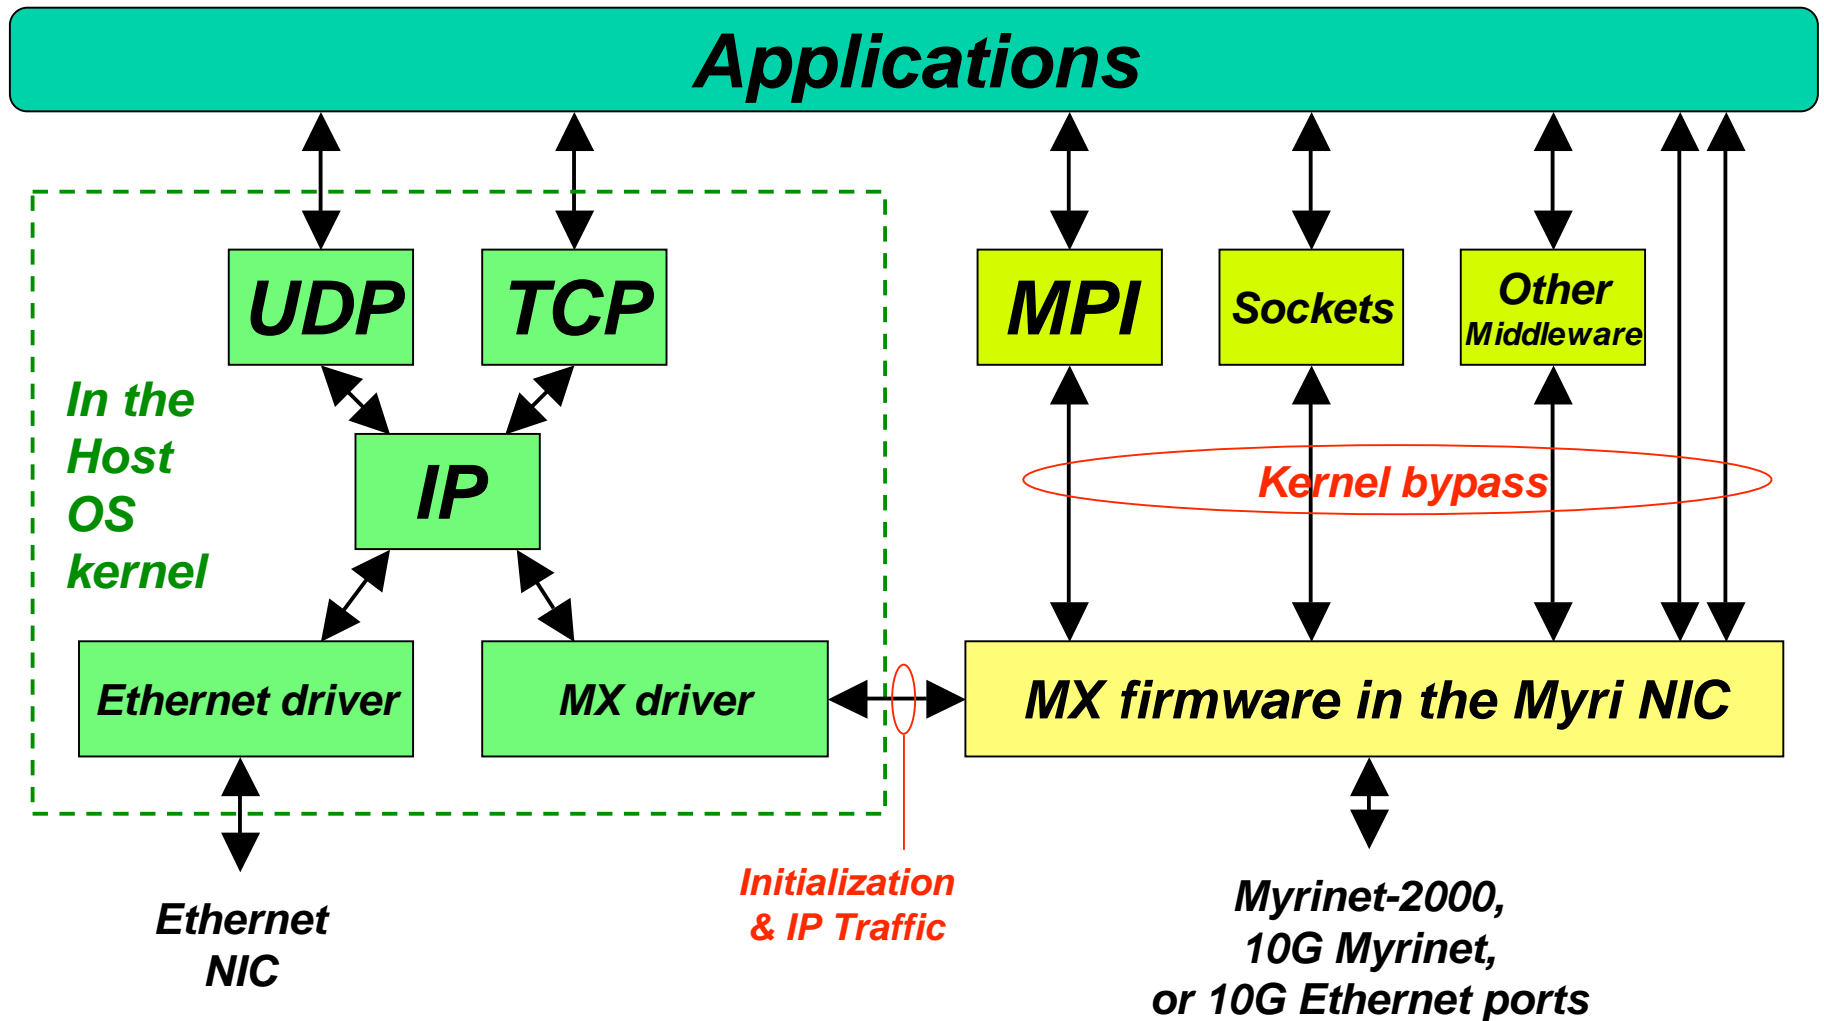 Applications
UDP
TCP
MPI
Sockets
Other
Middleware
In the
Host
OS
kernel
IP
Kernel bypass
Ethernet driver
MX driver
MX firmware in the Myri NIC
Initialization
& IP Traffic
Ethernet
NIC
Myrinet-2000,
10G Myrinet,
or 10G Ethernet ports